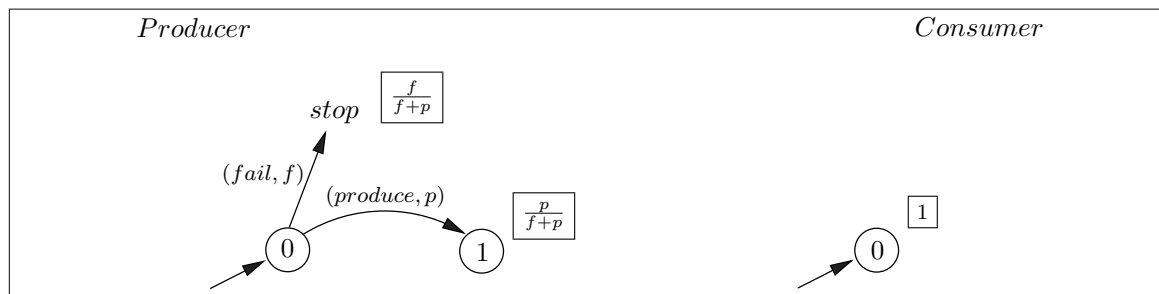 Producer
Consumer
stop
f/(f+p)
(fail, f)
(produce, p)
p/(f+p)
1
0
1
0